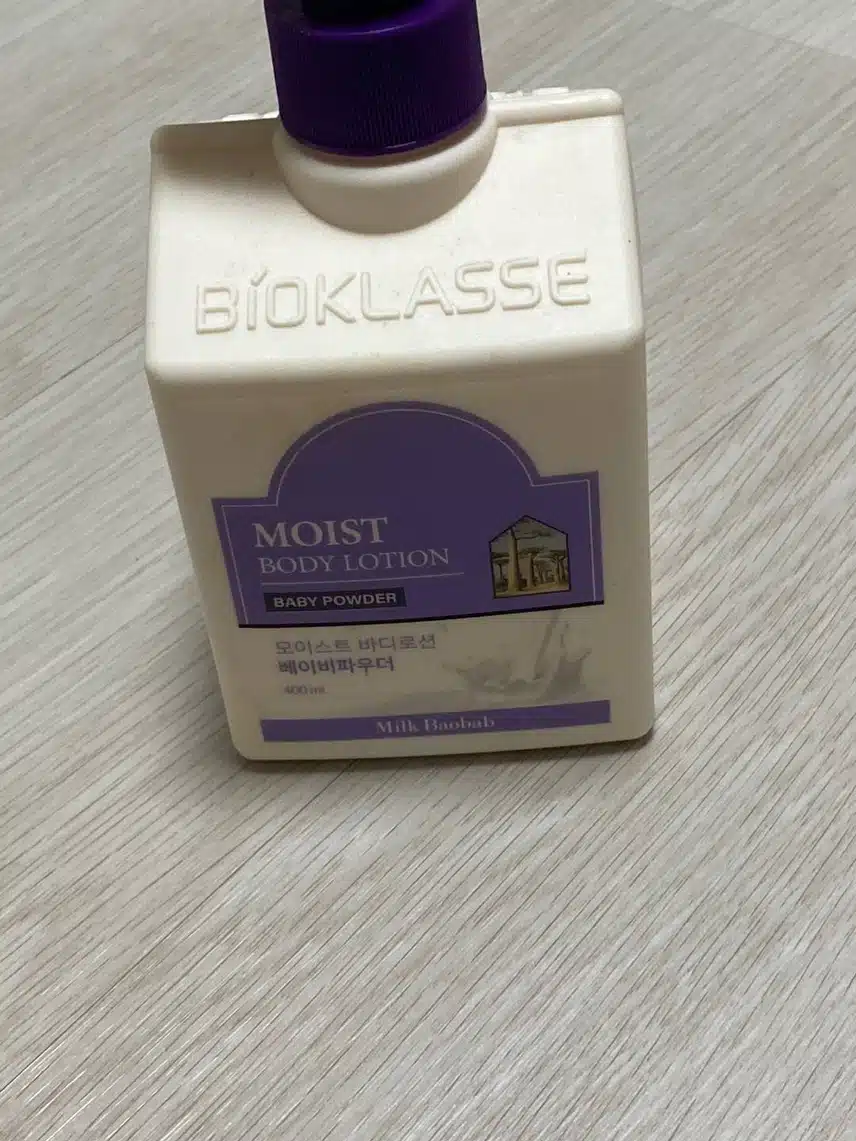 BíOKLASSE
MOIST
BODY LOTION
BABY POWDER
모이스트 바디로션
베이비파우더
400 ml
Milk Baobab